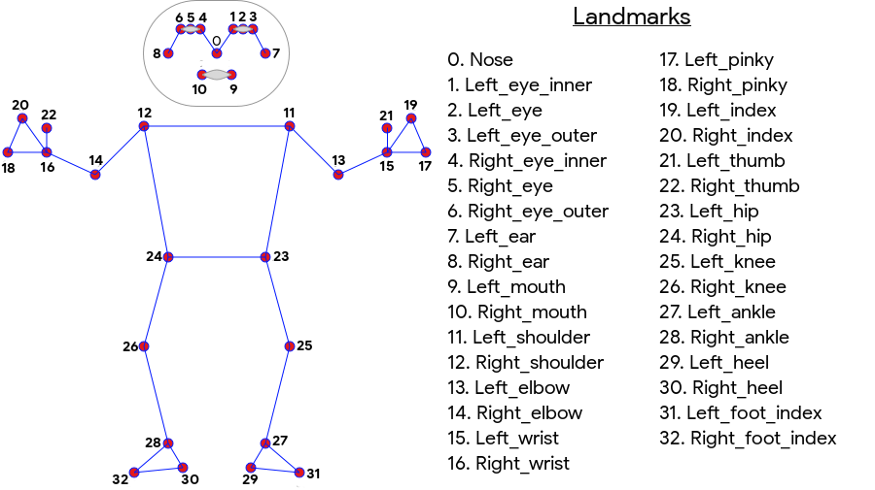 Landmarks
0. Nose
1. Left_eye_inner
2. Left_eye
3. Left_eye_outer
4. Right_eye_inner
5. Right_eye
6. Right_eye_outer
7. Left_ear
8. Right_ear
9. Left_mouth
10. Right_mouth
11. Left_shoulder
12. Right_shoulder
13. Left_elbow
14. Right_elbow
15. Left_wrist
16. Right_wrist
17. Left_pinky
18. Right_pinky
19. Left_index
20. Right_index
21. Left_thumb
22. Right_thumb
23. Left_hip
24. Right_hip
25. Left_knee
26. Right_knee
27. Left_ankle
28. Right_ankle
29. Left_heel
30. Right_heel
31. Left_foot_index
32. Right_foot_index
6 5 4 1 2 3
0
8 7
10 9
20 22 12 11 21 19
18 16 14 13 15 17
24 23
26 25
28 27
32 30 29 31